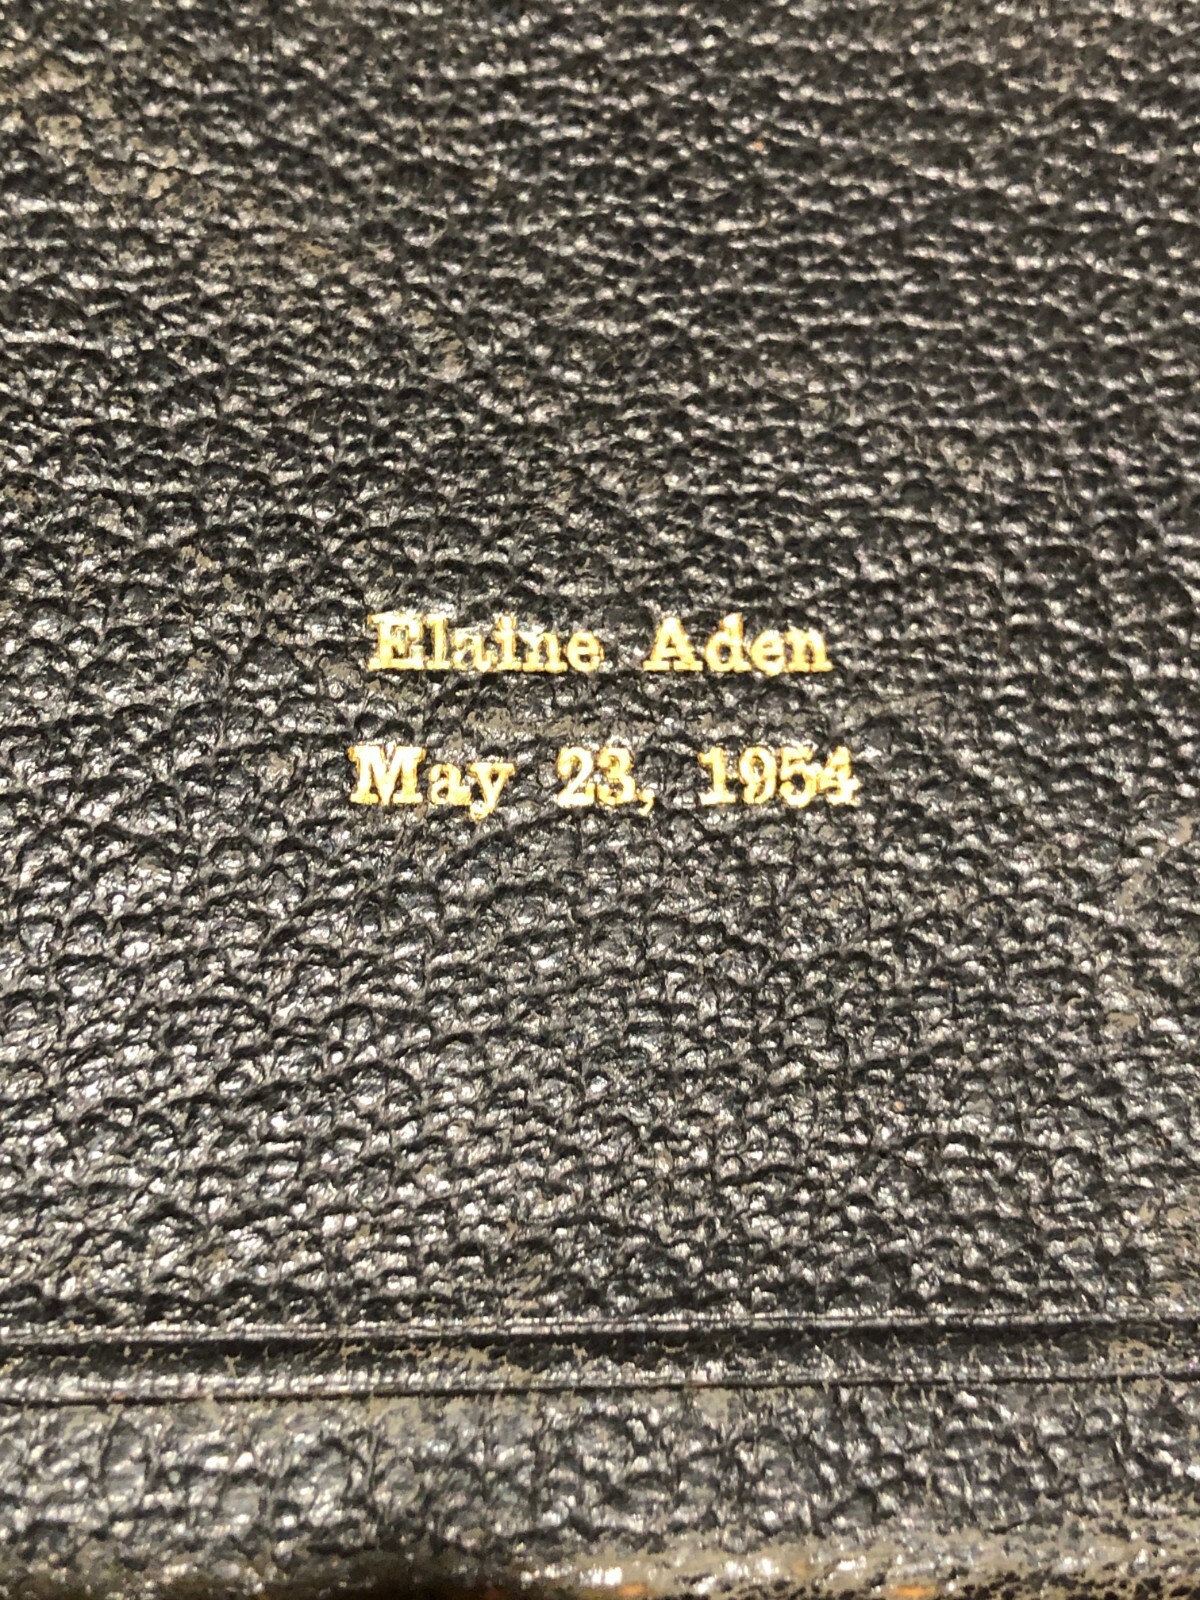 Elaine Aden
May 23, 1954